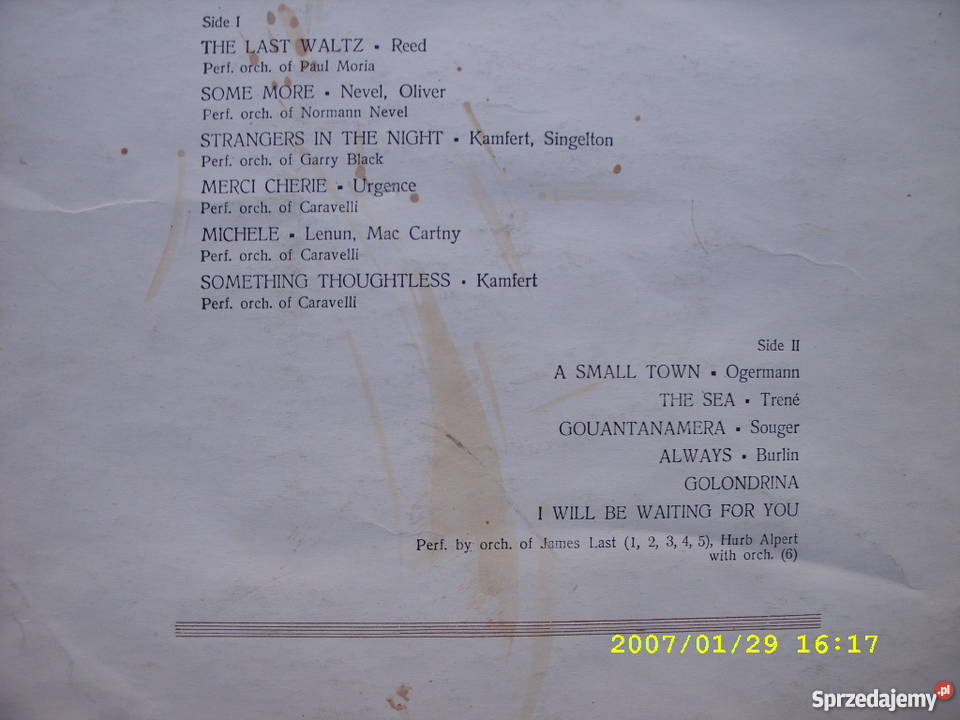 Side I
THE LAST WALTZ ▪ Reed
Perf. orch. of Paul Moria
SOME MORE ▪ Nevel, Oliver
Perf. orch. of Normann Nevel
STRANGERS IN THE NIGHT ▪ Kamfert, Singelton
Perf. orch. of Garry Black
MERCI CHERIE ▪ Urgence
Perf. orch. of Caravelli
MICHELE ▪ Lenun, Mac Cartny
Perf. orch. of Caravelli
SOMETHING THOUGHTLESS ▪ Kamfert
Perf. orch. of Caravelli
Side II
A SMALL TOWN ▪ Ogermann
THE SEA ▪ Trené
GOUANTANAMERA ▪ Souger
ALWAYS ▪ Burlin
GOLONDRINA
I WILL BE WAITING FOR YOU
Perf. by orch. of James Last (1, 2, 3, 4, 5), Hurb Alpert
with orch. (6)
2007/01/29 16:17
Sprzedajemy.pl